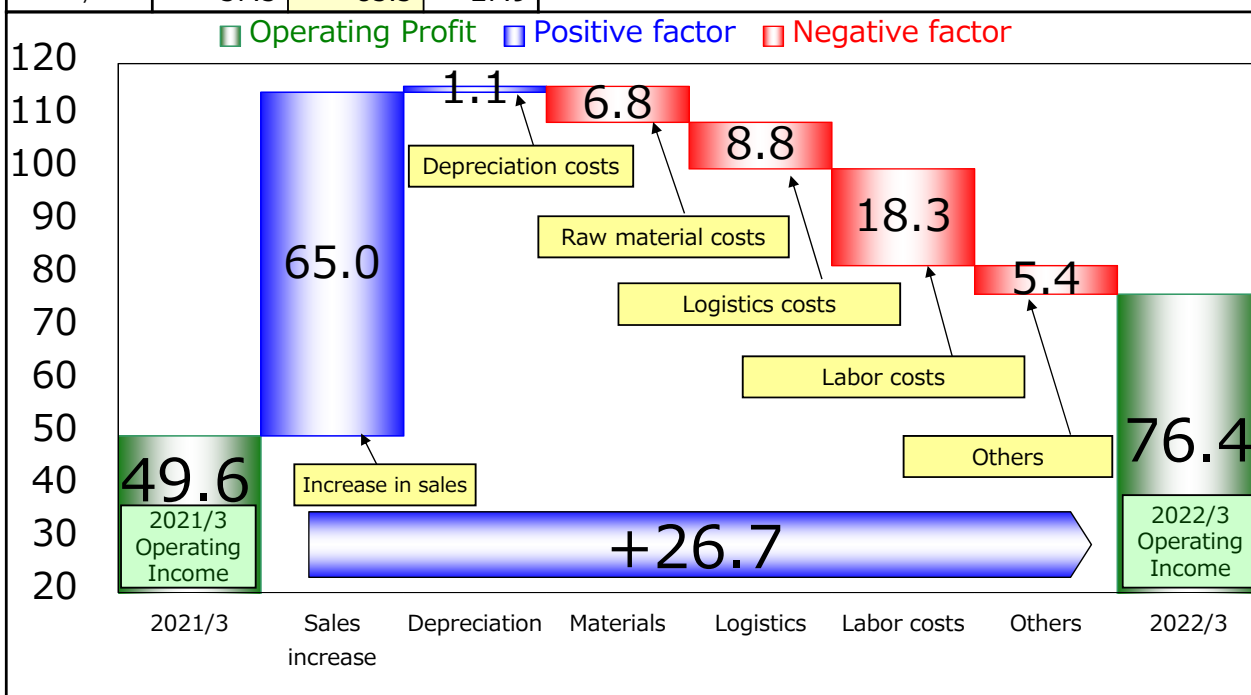 Operating Profit Positive factor Negative factor
120
110
100
90
80
70
60
50
40
30
20
1.1
6.8
8.8
18.3
5.4
65.0
49.6
76.4
Depreciation costs
Raw material costs
Logistics costs
Labor costs
Others
Increase in sales
2021/3
Operating
Income
+26.7
2022/3
Operating
Income
2021/3 Sales Depreciation Materials Logistics Labor costs Others 2022/3
increase